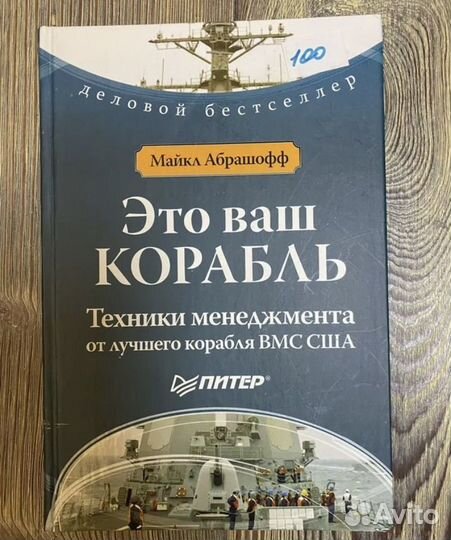 100
деловой бестселлер
Майкл Абрашофф
Это ваш
КОРАБЛЬ
Техники менеджмента
от лучшего корабля ВМС США
ПИТЕР®
Avito